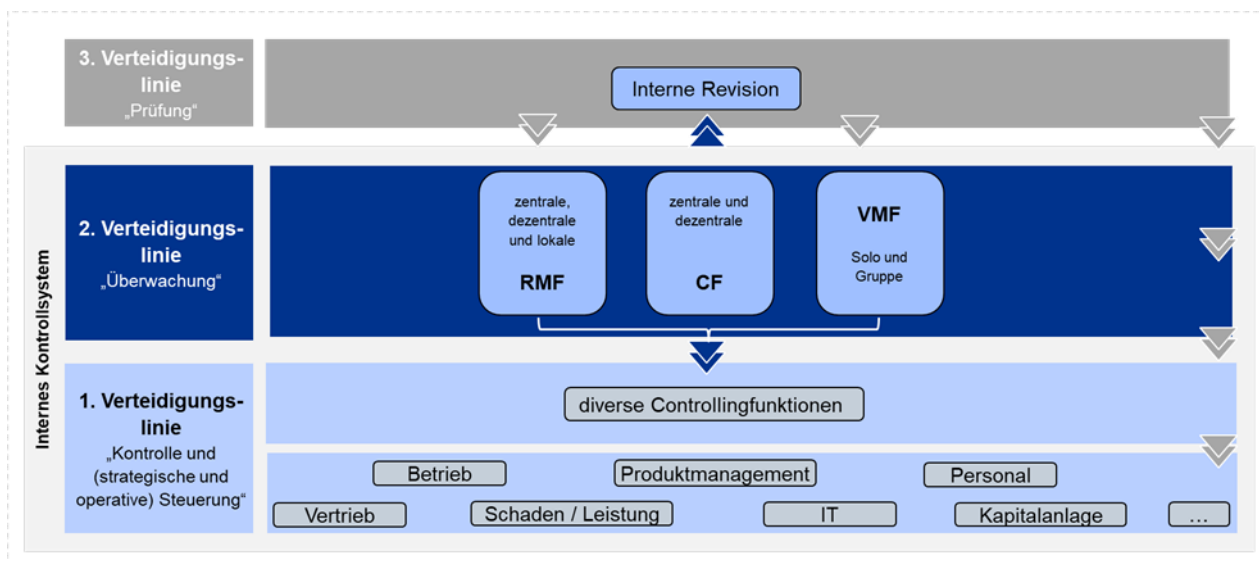 3. Verteidigungs-
linie
„Prüfung“
Interne Revision
Internes Kontrollsystem
2. Verteidigungs-
linie
„Überwachung“
zentrale,
dezentrale
und lokale
RMF
zentrale und
dezentrale
CF
VMF
Solo und
Gruppe
1. Verteidigungs-
linie
„Kontrolle und
(strategische und
operative) Steuerung“
diverse Controllingfunktionen
Betrieb
Produktmanagement
Personal
Vertrieb
Schaden / Leistung
IT
Kapitalanlage
...